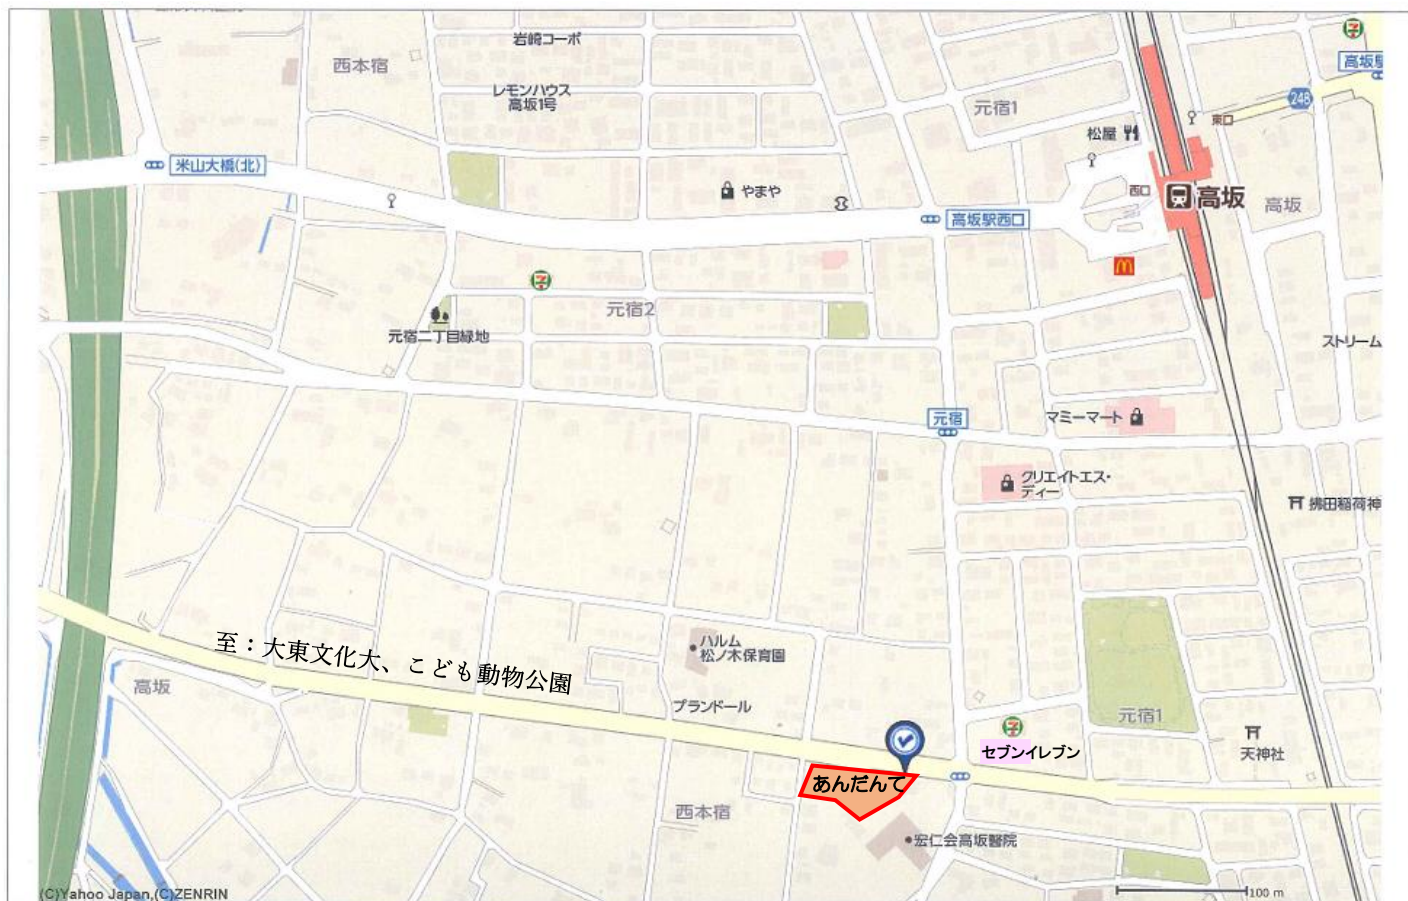 岩崎コーポ
西本宿
レモンハウス
高坂1号
元宿1
248
高坂駅
東口
松屋
米山大橋(北)
やまや
西口
高坂
高坂
高坂駅西口
元宿2
元宿二丁目緑地
ストリーム
元宿
マミーマート
クリエイトエス・
ディー
拂田稲荷神
至：大東文化大、こども動物公園
ハルム
松ノ木保育園
高坂
プランドール
元宿1
セブンイレブン
天神社
あんだんて
西本宿
宏仁会高坂醫院
(C)Yahoo Japan,(C)ZENRIN
100 m